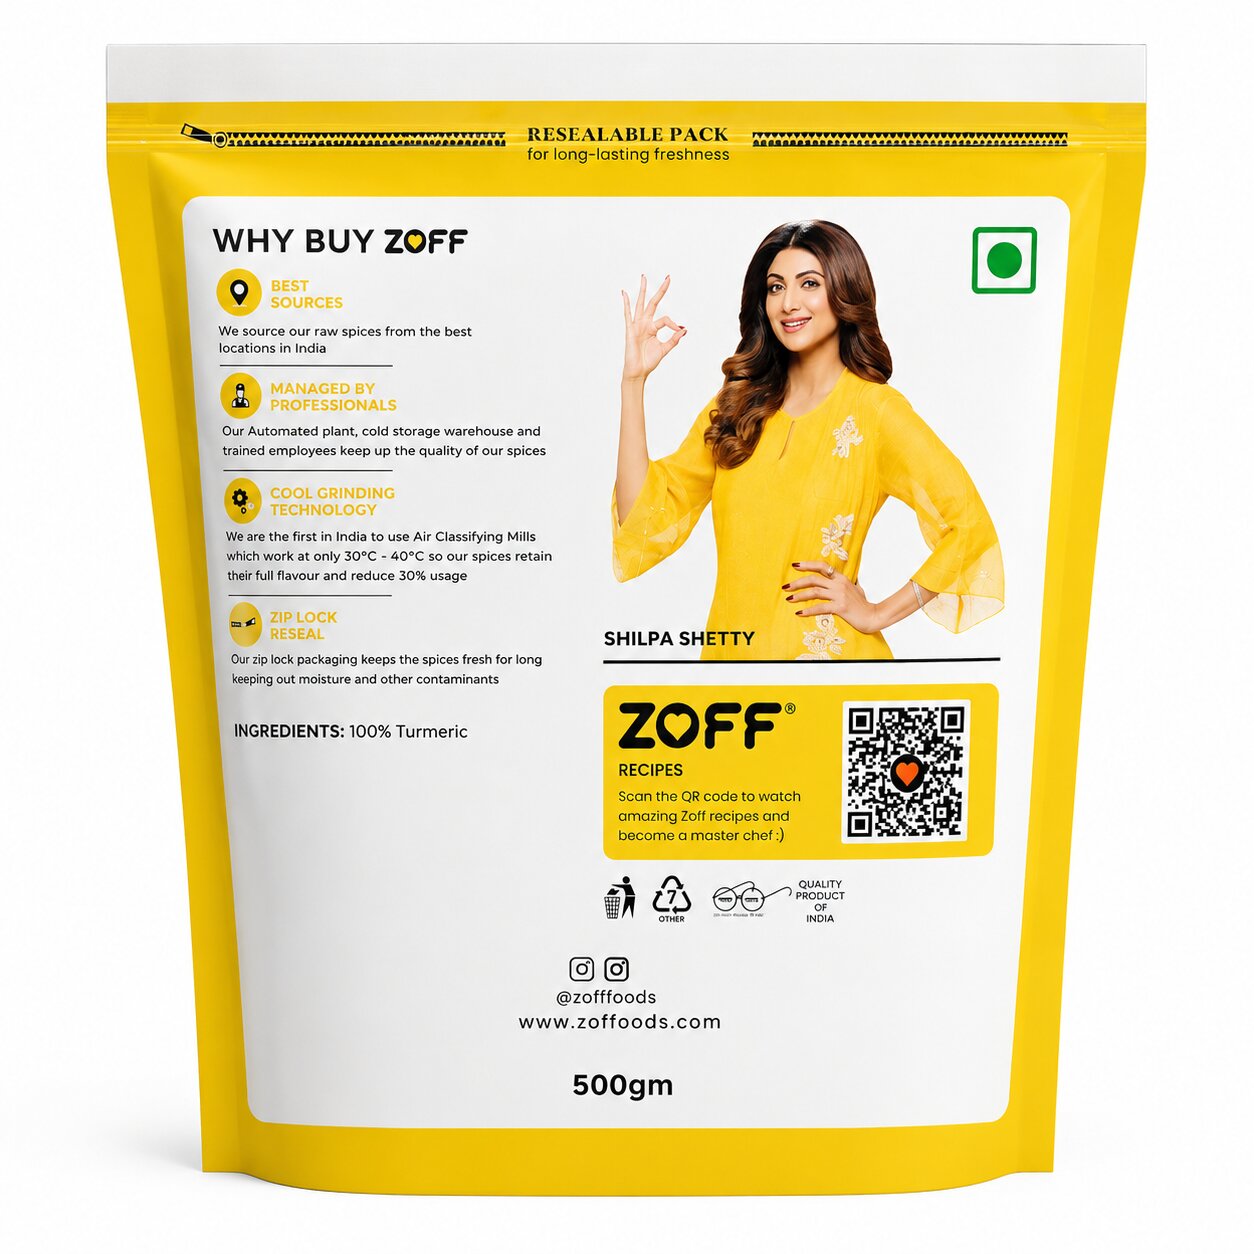 RESEALABLE PACK
for long-lasting freshness
WHY BUY ZOFF
BEST
SOURCES
We source our raw spices from the best
locations in India
MANAGED BY
PROFESSIONALS
Our Automated plant, cold storage warehouse and
trained employees keep up the quality of our spices
COOL GRINDING
TECHNOLOGY
We are the first in India to use Air Classifying Mills
which work at only 30°C - 40°C so our spices retain
their full flavour and reduce 30% usage
ZIP LOCK
RESEAL
Our zip lock packaging keeps the spices fresh for long
keeping out moisture and other contaminants
INGREDIENTS: 100% Turmeric
SHILPA SHETTY
ZOFF®
RECIPES
Scan the QR code to watch
amazing Zoff recipes and
become a master chef :)
7
OTHER
QUALITY
PRODUCT
OF
INDIA
@zofffoods
www.zoffoods.com
500gm